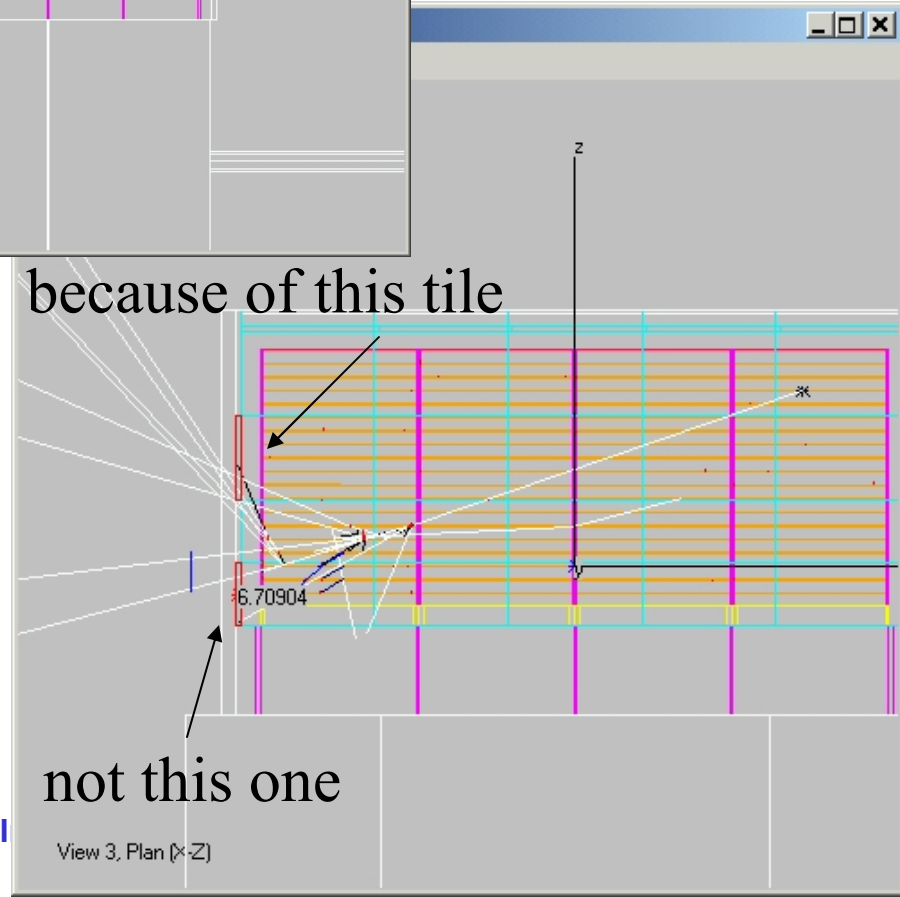 because of this tile
z
6.70904
y
not this one
View 3, Plan (X-Z)